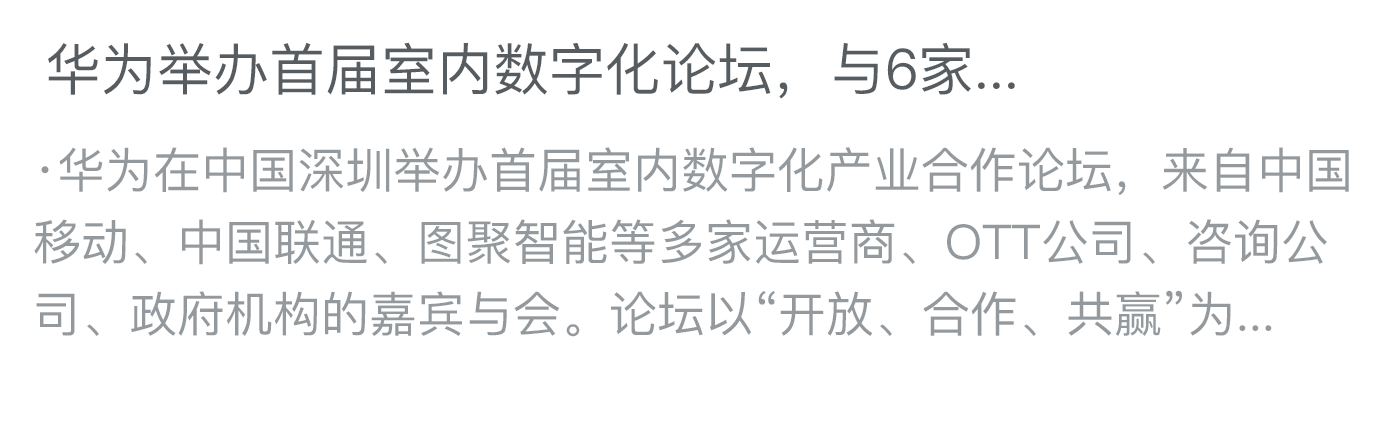 华为举办首届室内数字化论坛，与6家...
·华为在中国深圳举办首届室内数字化产业合作论坛，来自中国
移动、中国联通、图聚智能等多家运营商、OTT公司、咨询公
司、政府机构的嘉宾与会。论坛以“开放、合作、共赢”为...